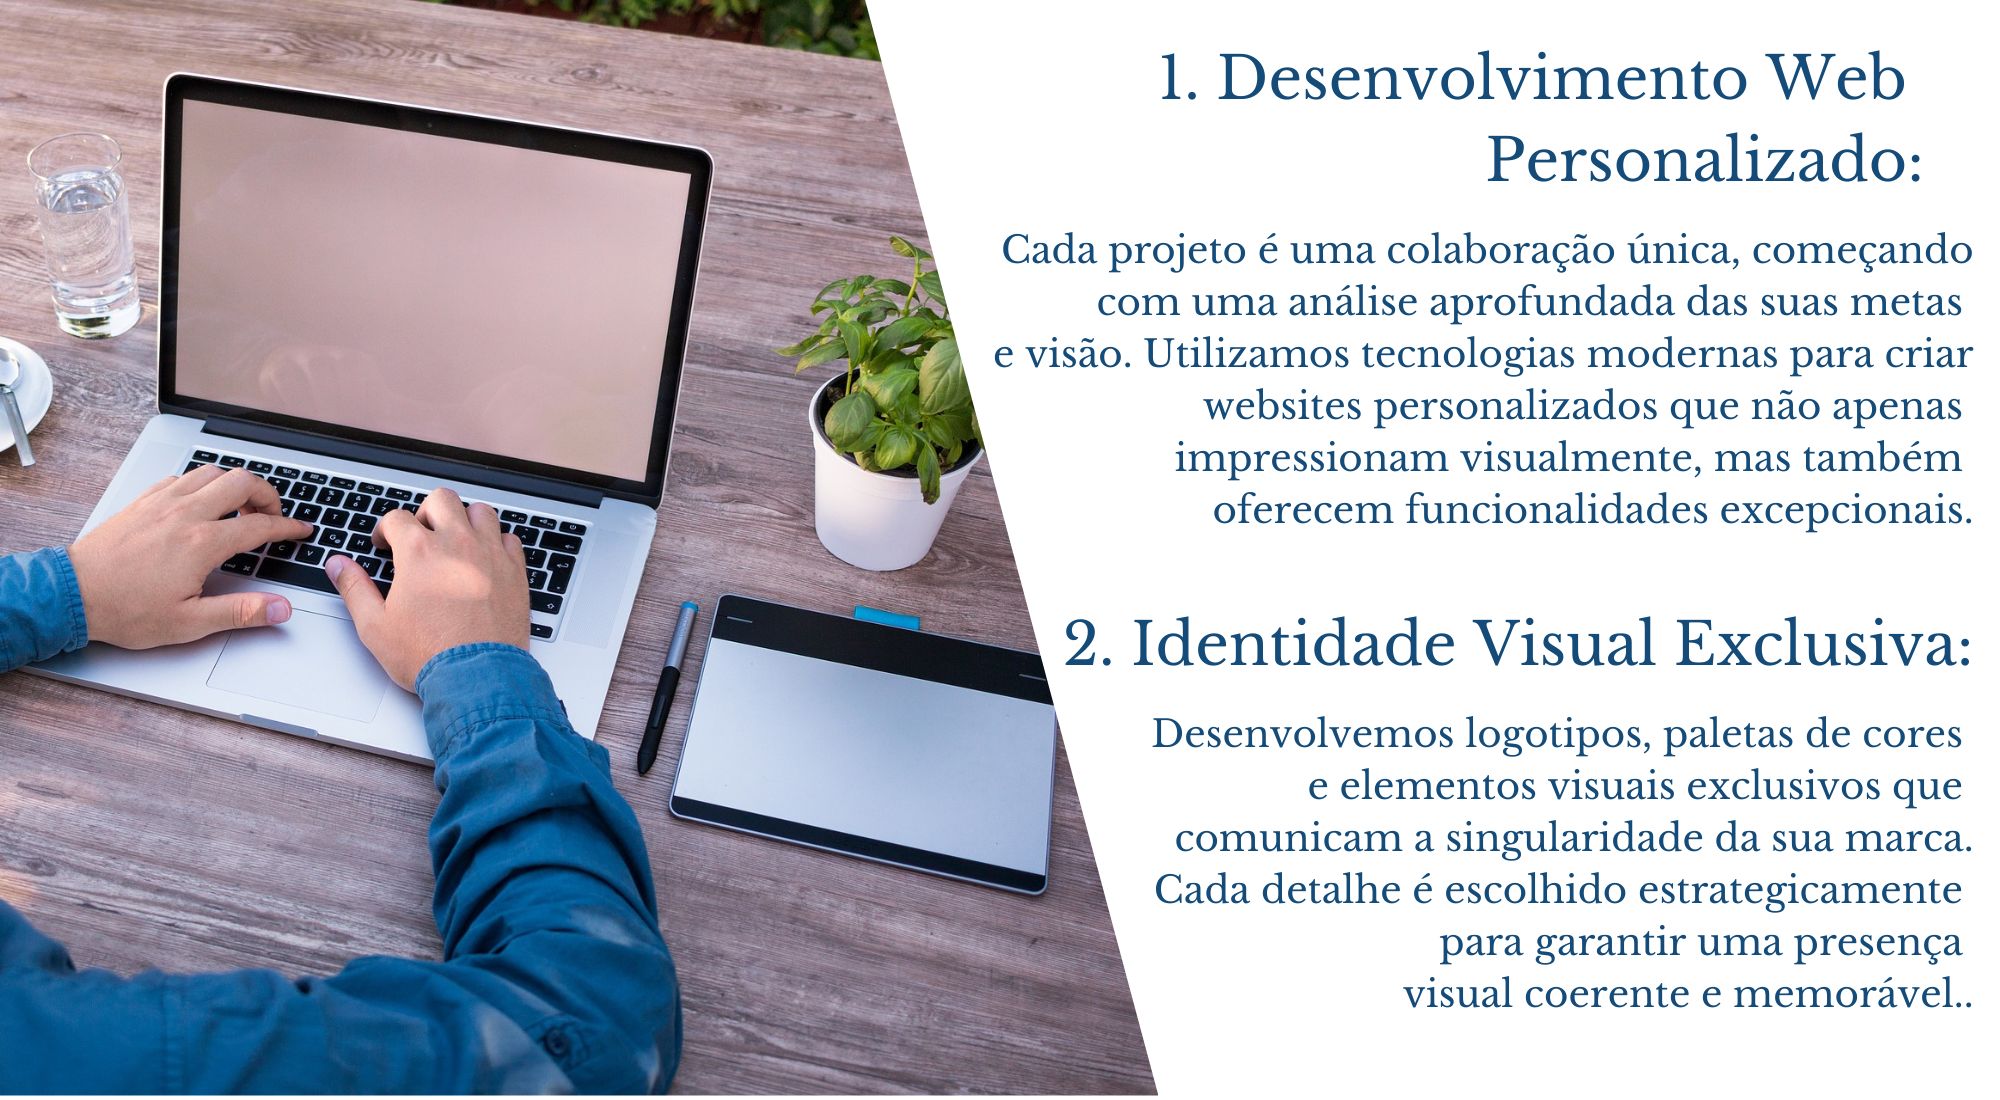 1. Desenvolvimento Web
Personalizado:
Cada projeto é uma colaboração única, começando
com uma análise aprofundada das suas metas
e visão. Utilizamos tecnologias modernas para criar
websites personalizados que não apenas
impressionam visualmente, mas também
oferecem funcionalidades excepcionais.
2. Identidade Visual Exclusiva:
Desenvolvemos logotipos, paletas de cores
e elementos visuais exclusivos que
comunicam a singularidade da sua marca.
Cada detalhe é escolhido estrategicamente
para garantir uma presença
visual coerente e memorável..